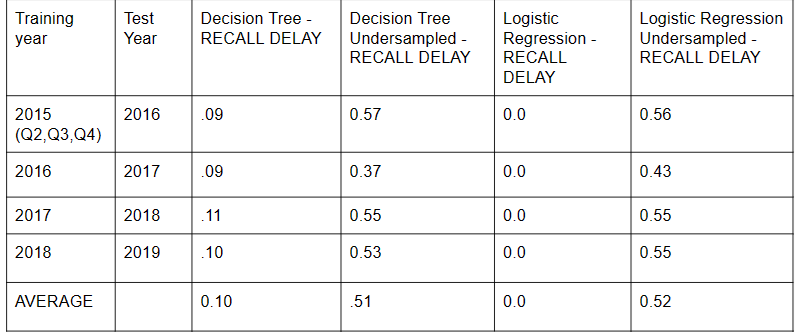 Training year | Test Year | Decision Tree - RECALL DELAY | Decision Tree Undersampled - RECALL DELAY | Logistic Regression - RECALL DELAY | Logistic Regression Undersampled - RECALL DELAY
2015 (Q2,Q3,Q4) | 2016 | .09 | 0.57 | 0.0 | 0.56
2016 | 2017 | .09 | 0.37 | 0.0 | 0.43
2017 | 2018 | .11 | 0.55 | 0.0 | 0.55
2018 | 2019 | .10 | 0.53 | 0.0 | 0.55
AVERAGE | | 0.10 | .51 | 0.0 | 0.52